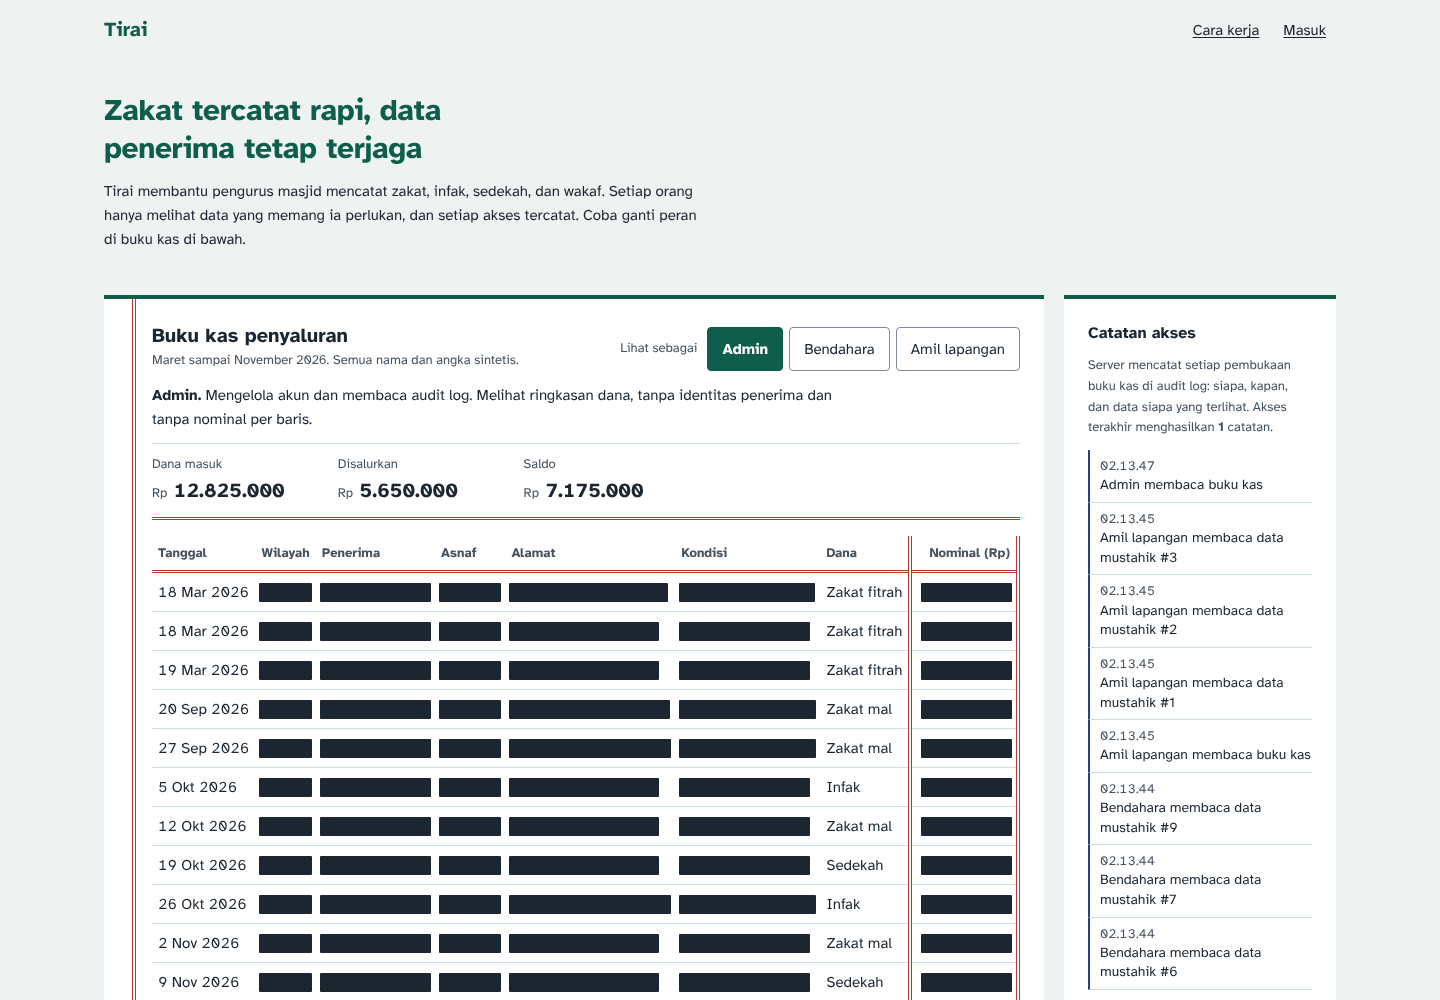 Tirai
Cara kerja
Masuk
Zakat tercatat rapi, data
penerima tetap terjaga
Tirai membantu pengurus masjid mencatat zakat, infak, sedekah, dan wakaf. Setiap orang
hanya melihat data yang memang ia perlukan, dan setiap akses tercatat. Coba ganti peran
di buku kas di bawah.
Buku kas penyaluran
Maret sampai November 2026. Semua nama dan angka sintetis.
Lihat sebagai
Admin
Bendahara
Amil lapangan
Admin. Mengelola akun dan membaca audit log. Melihat ringkasan dana, tanpa identitas penerima dan
tanpa nominal per baris.
Dana masuk
Rp 12.825.000
Disalurkan
Rp 5.650.000
Saldo
Rp 7.175.000
Tanggal Wilayah Penerima Asnaf Alamat Kondisi Dana Nominal (Rp)
18 Mar 2026 Zakat fitrah
18 Mar 2026 Zakat fitrah
19 Mar 2026 Zakat fitrah
20 Sep 2026 Zakat mal
27 Sep 2026 Zakat mal
5 Okt 2026 Infak
12 Okt 2026 Zakat mal
19 Okt 2026 Sedekah
26 Okt 2026 Infak
2 Nov 2026 Zakat mal
9 Nov 2026 Sedekah
Catatan akses
Server mencatat setiap pembukaan
buku kas di audit log: siapa, kapan,
dan data siapa yang terlihat. Akses
terakhir menghasilkan 1 catatan.
02.13.47
Admin membaca buku kas
02.13.45
Amil lapangan membaca data
mustahik #3
02.13.45
Amil lapangan membaca data
mustahik #2
02.13.45
Amil lapangan membaca data
mustahik #1
02.13.45
Amil lapangan membaca buku kas
02.13.44
Bendahara membaca data
mustahik #9
02.13.44
Bendahara membaca data
mustahik #7
02.13.44
Bendahara membaca data
mustahik #6